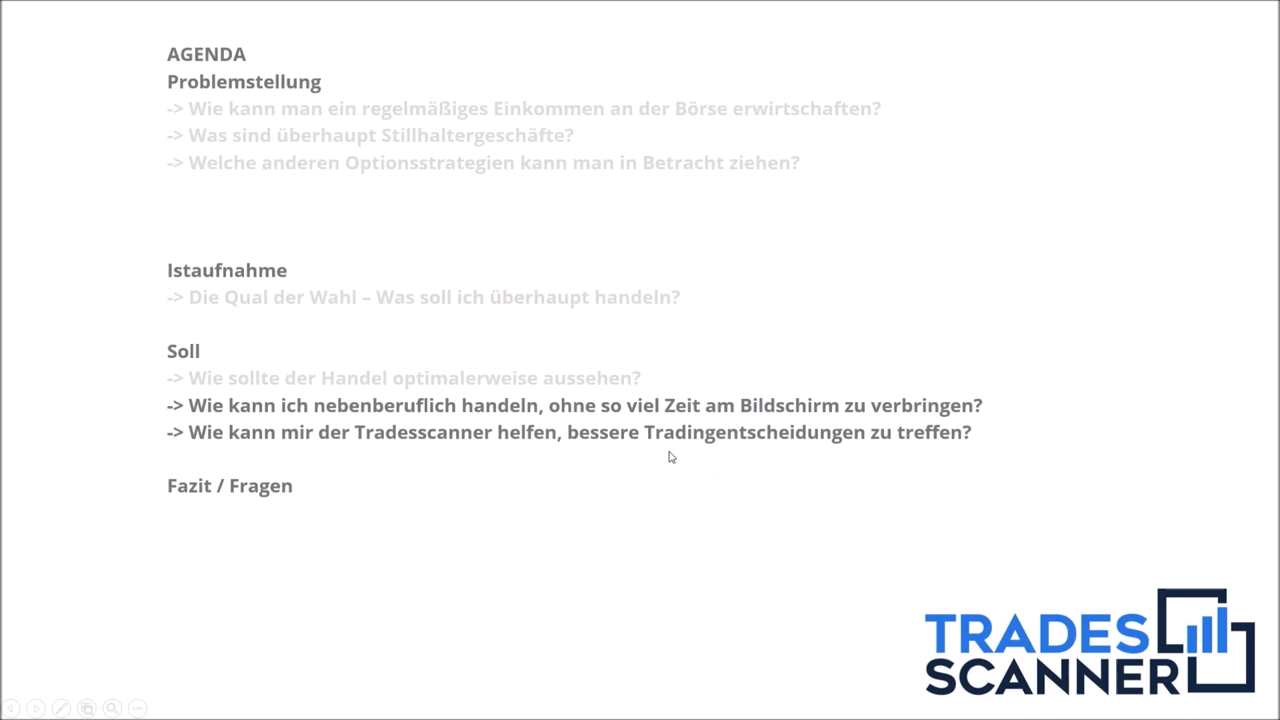 AGENDA
Problemstellung
-> Wie kann man ein regelmäßiges Einkommen an der Börse erwirtschaften?
-> Was sind überhaupt Stillhaltergeschäfte?
-> Welche anderen Optionsstrategien kann man in Betracht ziehen?
Istaufnahme
-> Die Qual der Wahl – Was soll ich überhaupt handeln?
Soll
-> Wie sollte der Handel optimalerweise aussehen?
-> Wie kann ich nebenberuflich handeln, ohne so viel Zeit am Bildschirm zu verbringen?
-> Wie kann mir der Tradesscanner helfen, bessere Tradingentscheidungen zu treffen?
Fazit / Fragen
TRADES
SCANNER